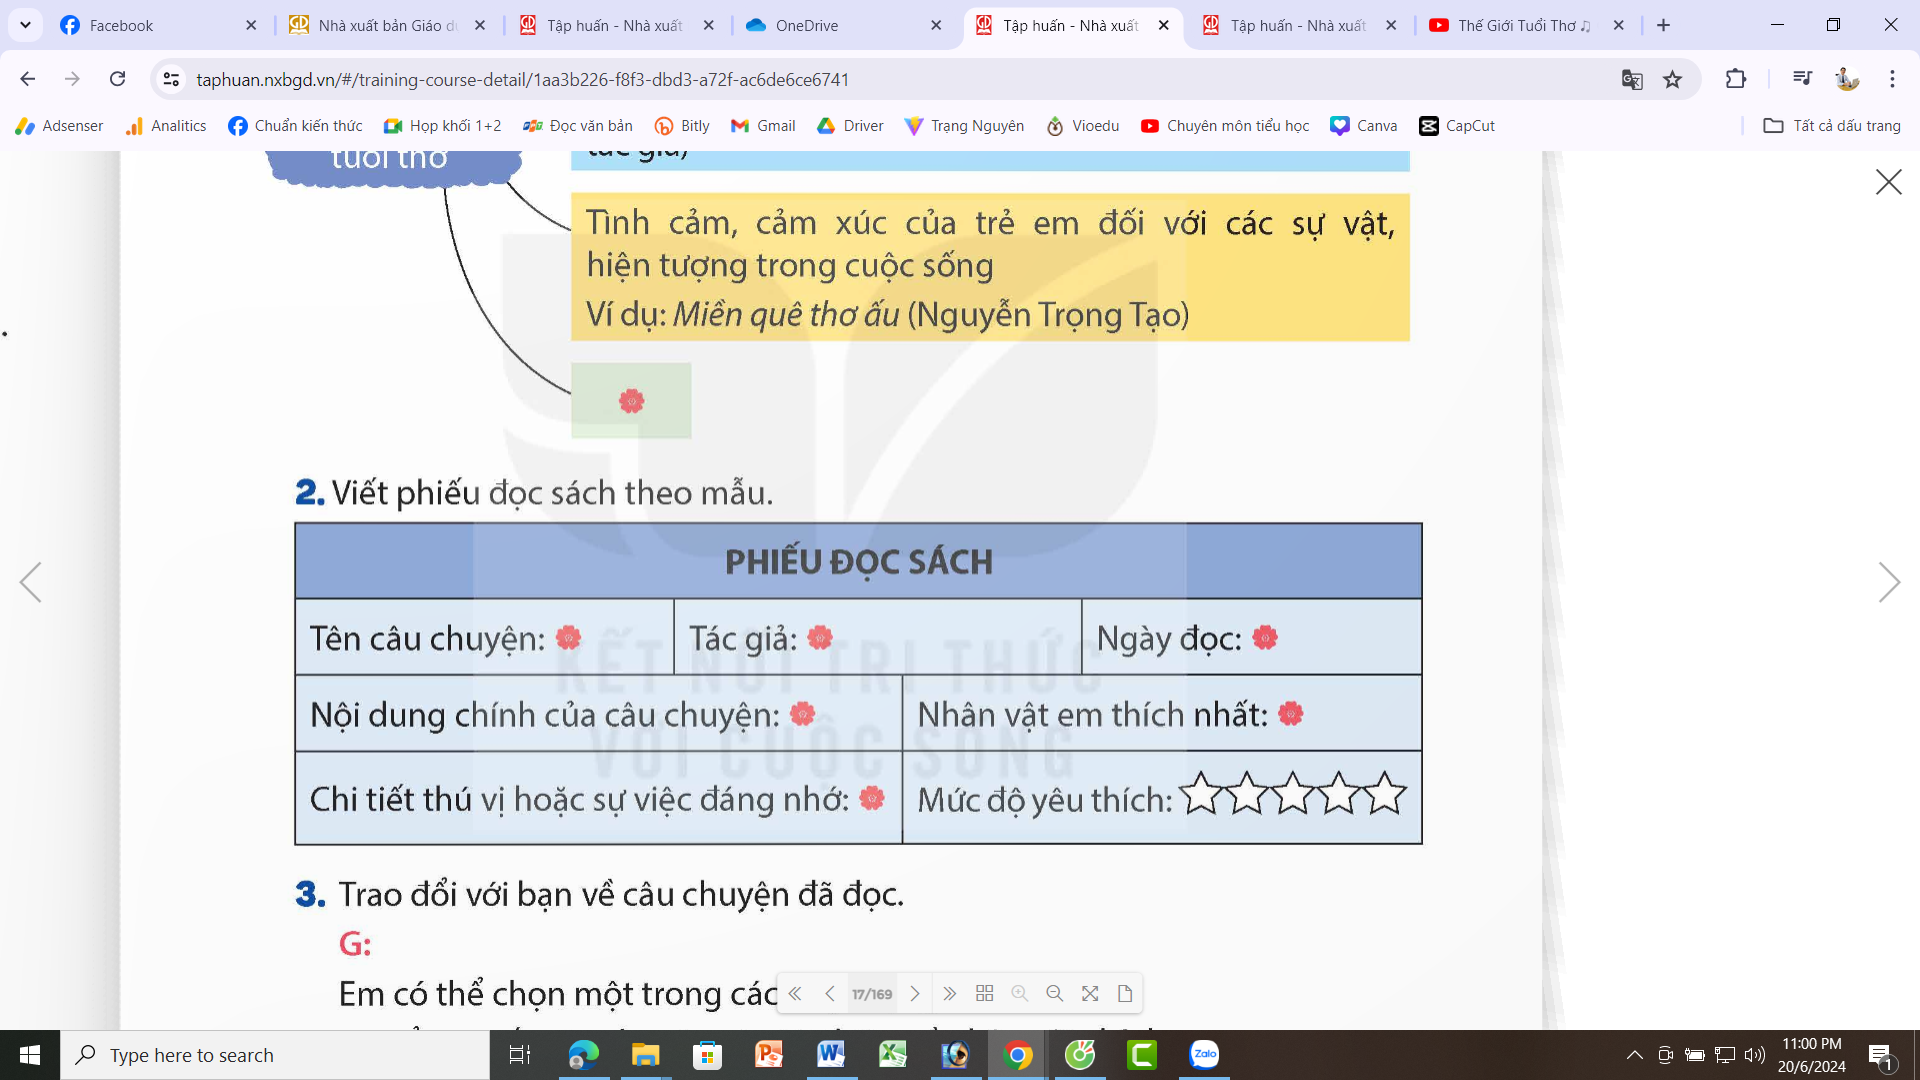 Facebook
Nhà xuất bản Giáo dụ
Tập huấn - Nhà xuất
OneDrive
Tập huấn - Nhà xuất
Tập huấn - Nhà xuất
Thế Giới Tuổi Thơ ♫
taphuan.nxbgd.vn/#/training-course-detail/1aa3b226-f8f3-dbd3-a72f-ac6de6ce6741
Adsenser
Analitics
Chuẩn kiến thức
Họp khối 1+2
Đọc văn bản
Bitly
Gmail
Driver
Trạng Nguyên
Vioedu
Chuyên môn tiểu học
Canva
CapCut
Tất cả dấu trang
tuổi thơ
tác giả)
Tình cảm, cảm xúc của trẻ em đối với các sự vật,
hiện tượng trong cuộc sống
Ví dụ: Miền quê thơ ấu (Nguyễn Trọng Tạo)
2. Viết phiếu đọc sách theo mẫu.
PHIẾU ĐỌC SÁCH
Tên câu chuyện:
Tác giả:
Ngày đọc:
KẾT NỐI TRI THỨC
Nội dung chính của câu chuyện:
Nhân vật em thích nhất:
VỚI CUỘC SỐNG
Chi tiết thú vị hoặc sự việc đáng nhớ:
Mức độ yêu thích:
3. Trao đổi với bạn về câu chuyện đã đọc.
G:
Em có thể chọn một trong các
17/169
Type here to search
Zalo
11:00 PM
20/6/2024
1